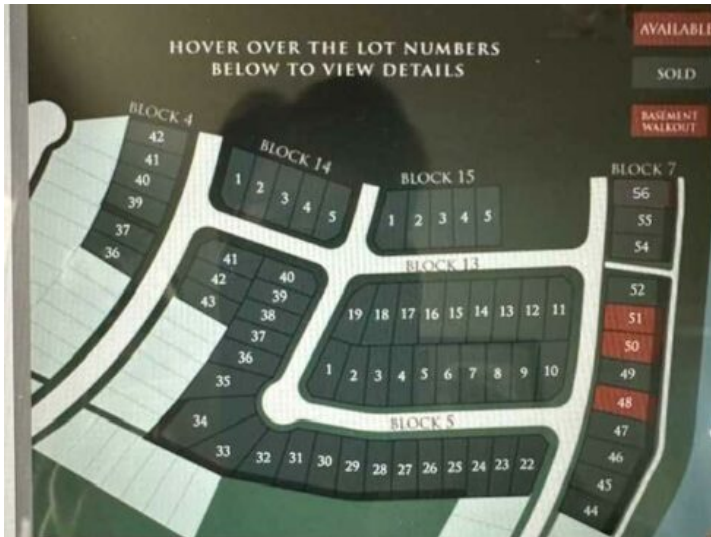 HOVER OVER THE LOT NUMBERS
BELOW TO VIEW DETAILS
AVAILABL
SOLD
BASEMENT
WALKOUT
BLOCK 4
42
41
40
39
37
36
BLOCK 14
1 2 3 4 5
BLOCK 15
1 2 3 4 5
BLOCK 7
56
55
54
52
51
50
49
48
47
46
45
44
BLOCK 13
19 18 17 16 15 14 13 12 11
1 2 3 4 5 6 7 8 9 10
41 40
42 39
43 38
37
36
35
34
33 32 31 30 29 28 27 26 25 24 23 22
BLOCK 5